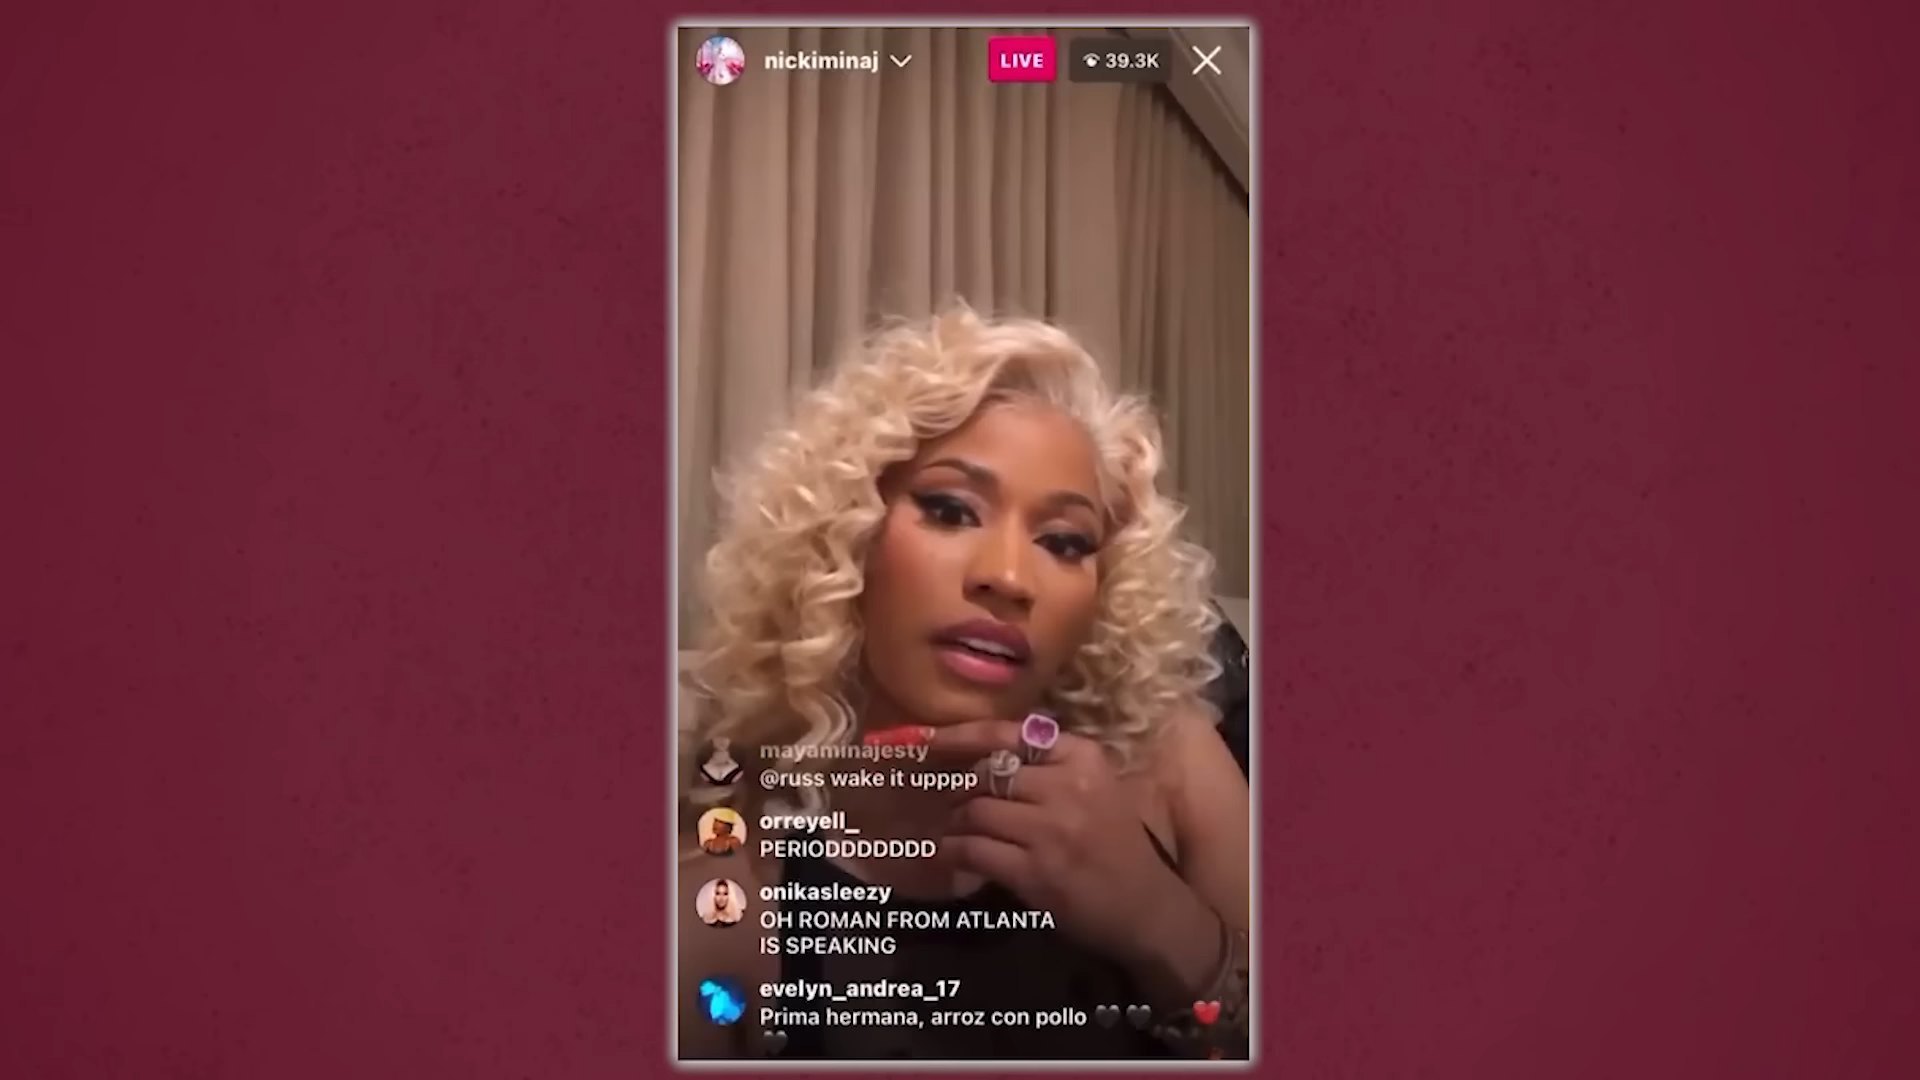 nickiminaj
LIVE
39.3K
mayaminajesty
@russ wake it upppp
orreyell_
PERIODDDDDDD
onikasleezy
OH ROMAN FROM ATLANTA
IS SPEAKING
evelyn_andrea_17
Prima hermana, arroz con pollo 🖤 🖤
🖤